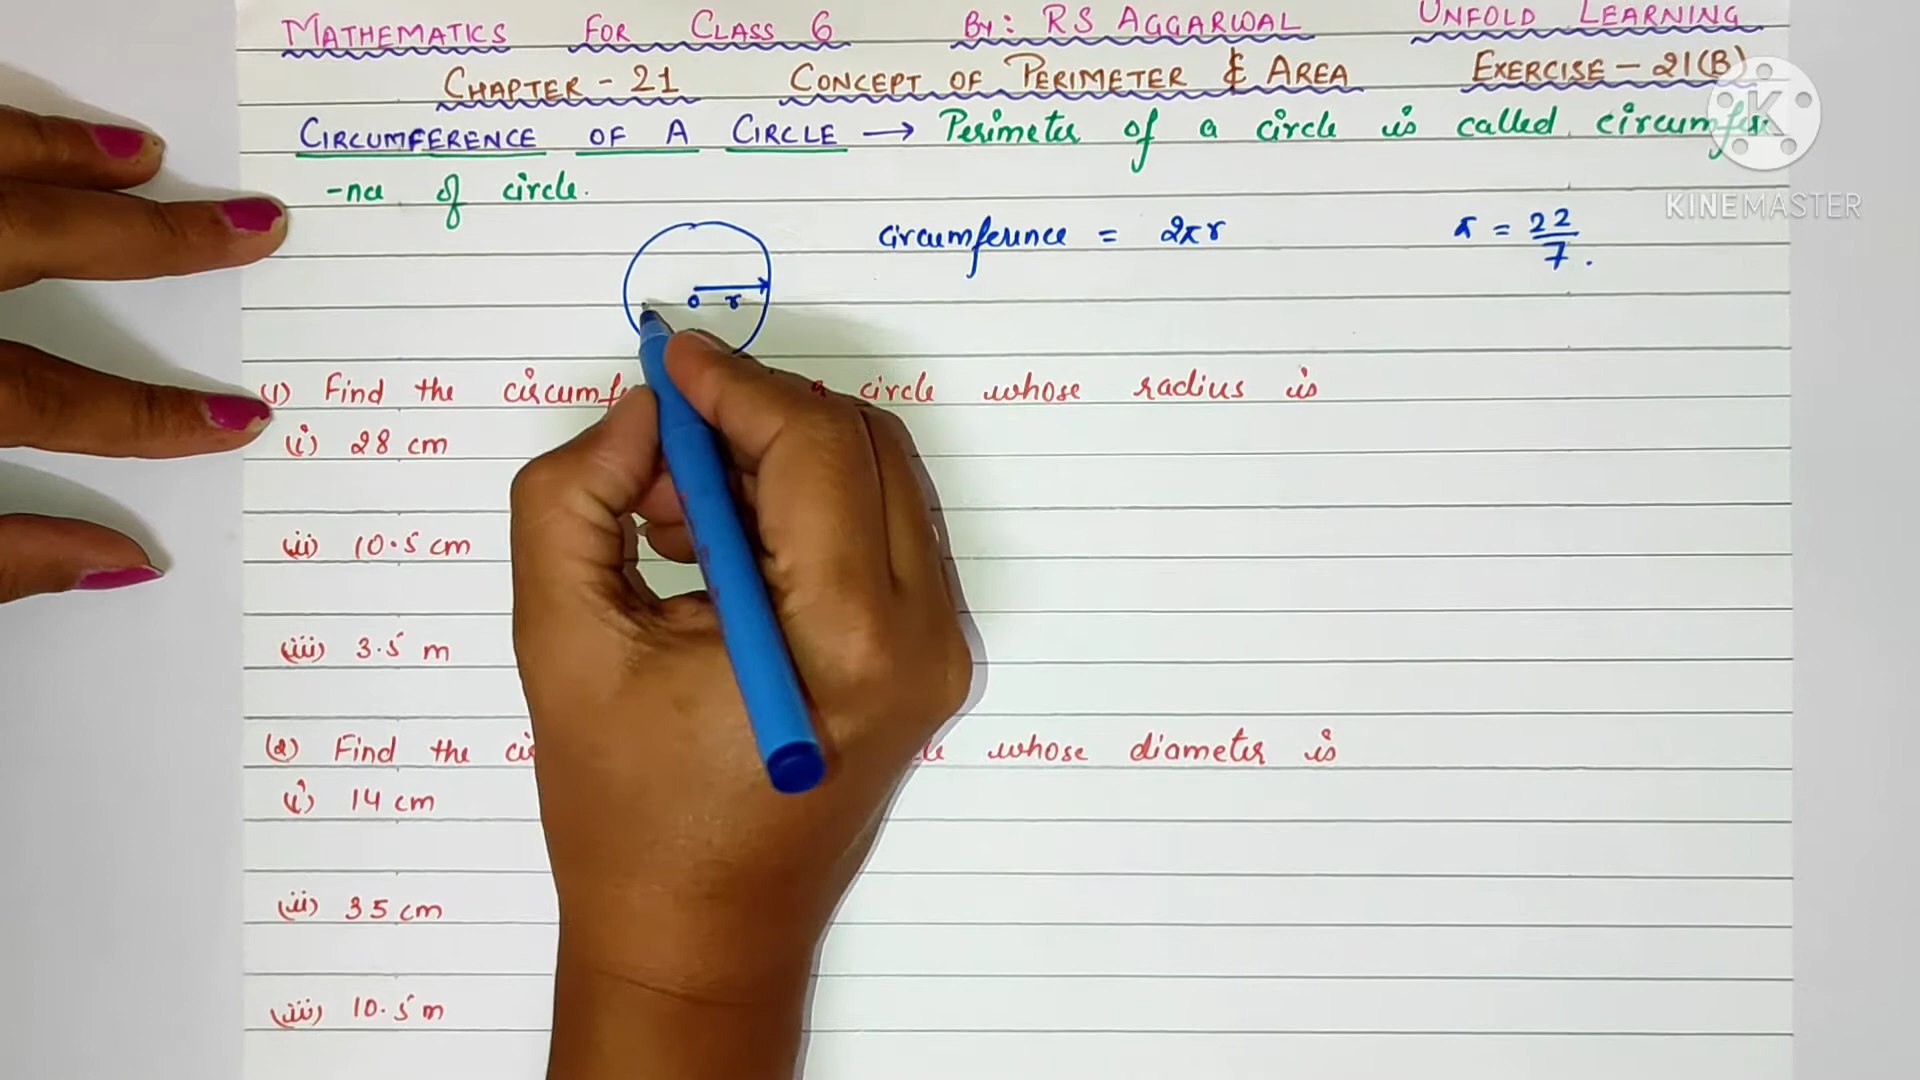 MATHEMATICS FOR CLASS 6 BY: RS AGGARWAL UNFOLD LEARNING
CHAPTER - 21 CONCEPT OF PERIMETER & AREA EXERCISE - 21(B)
CIRCUMFERENCE OF A CIRCLE → Perimeter of a circle is called circumfere
-nce of circle.
KINEMASTER
circumference = 2πr π = 22/7.
o r
(1) Find the circumfe a circle whose radius is
(i) 28 cm
(ii) 10.5 cm
(iii) 3.5 m
(2) Find the ci whose diameter is
(i) 14 cm
(ii) 35 cm
(iii) 10.5 m